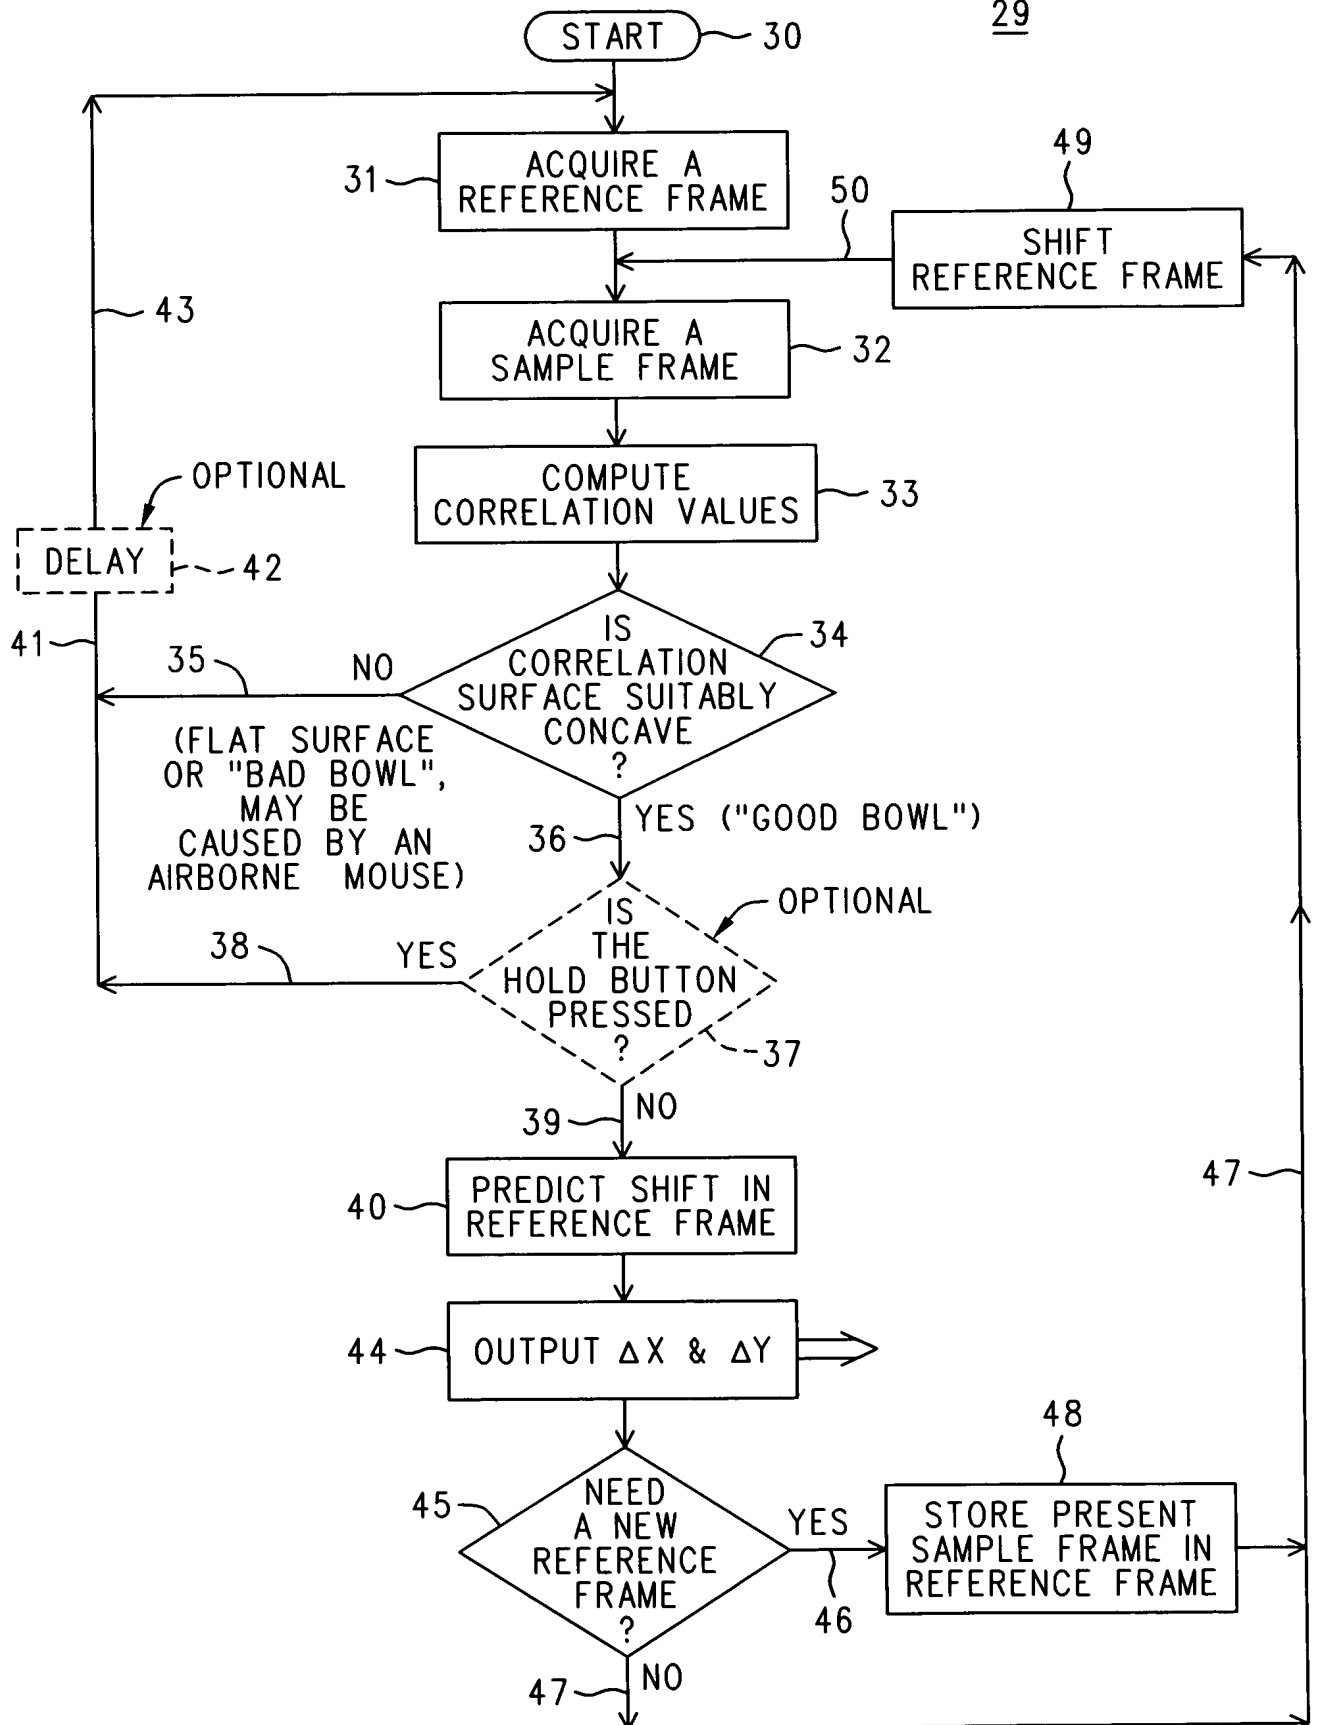 29
START
30
31
ACQUIRE A
REFERENCE FRAME
49
50
SHIFT
REFERENCE FRAME
43
ACQUIRE A
SAMPLE FRAME
32
OPTIONAL
COMPUTE
CORRELATION VALUES
33
DELAY
42
41
35
NO
IS
CORRELATION
SURFACE SUITABLY
CONCAVE
?
34
(FLAT SURFACE
OR "BAD BOWL",
MAY BE
CAUSED BY AN
AIRBORNE MOUSE)
36
YES ("GOOD BOWL")
OPTIONAL
38
YES
IS
THE
HOLD BUTTON
PRESSED
?
37
39
NO
40
PREDICT SHIFT IN
REFERENCE FRAME
47
44
OUTPUT ΔX & ΔY
48
45
NEED
A NEW
REFERENCE
FRAME
?
YES
46
STORE PRESENT
SAMPLE FRAME IN
REFERENCE FRAME
47
NO